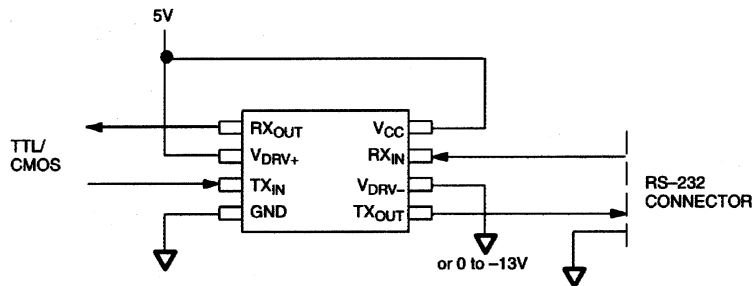 5V
TTL/
CMOS
RXOUT
VDRV+
TXIN
GND
VCC
RXIN
VDRV–
TXOUT
or 0 to –13V
RS–232
CONNECTOR